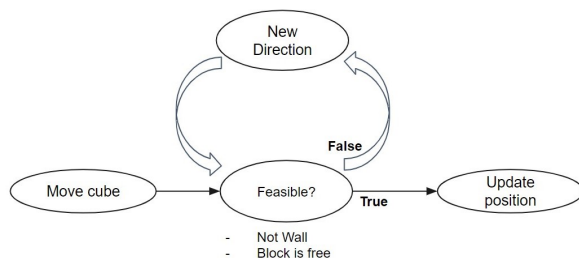 New
Direction
False
Move cube
Feasible?
True
Update
position
- Not Wall
- Block is free